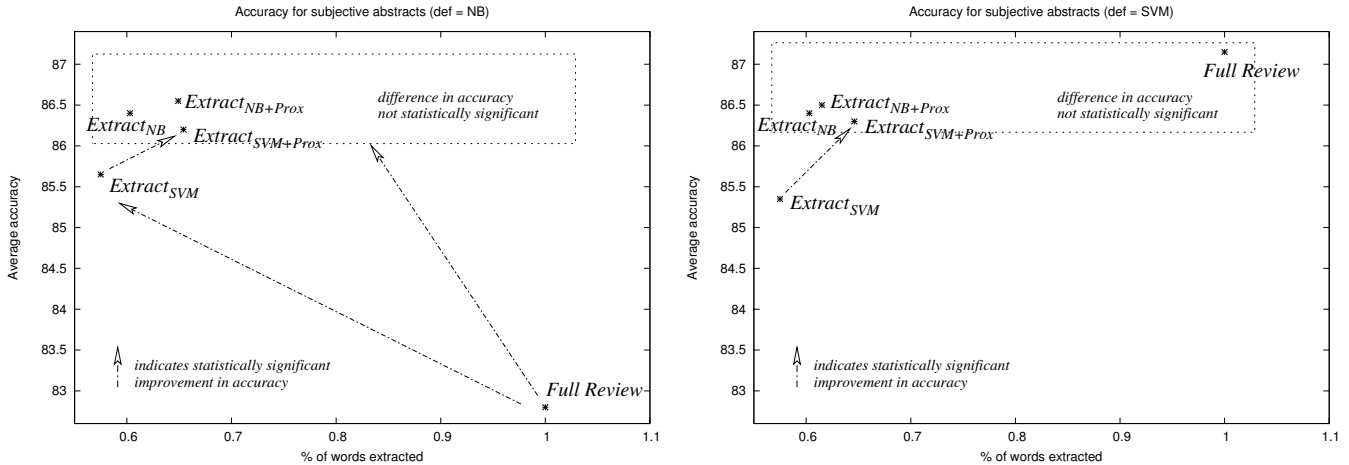 Accuracy for subjective abstracts (def = NB)
87
86.5
86
85.5
85
84.5
84
83.5
83
Average accuracy
Extract_NB+Prox
Extract_NB
Extract_SVM+Prox
Extract_SVM
difference in accuracy
not statistically significant
indicates statistically significant
improvement in accuracy
Full Review
0.6 0.7 0.8 0.9 1 1.1
% of words extracted
Accuracy for subjective abstracts (def = SVM)
87
86.5
86
85.5
85
84.5
84
83.5
83
Average accuracy
Full Review
Extract_NB+Prox
Extract_NB
Extract_SVM+Prox
Extract_SVM
difference in accuracy
not statistically significant
indicates statistically significant
improvement in accuracy
0.6 0.7 0.8 0.9 1 1.1
% of words extracted